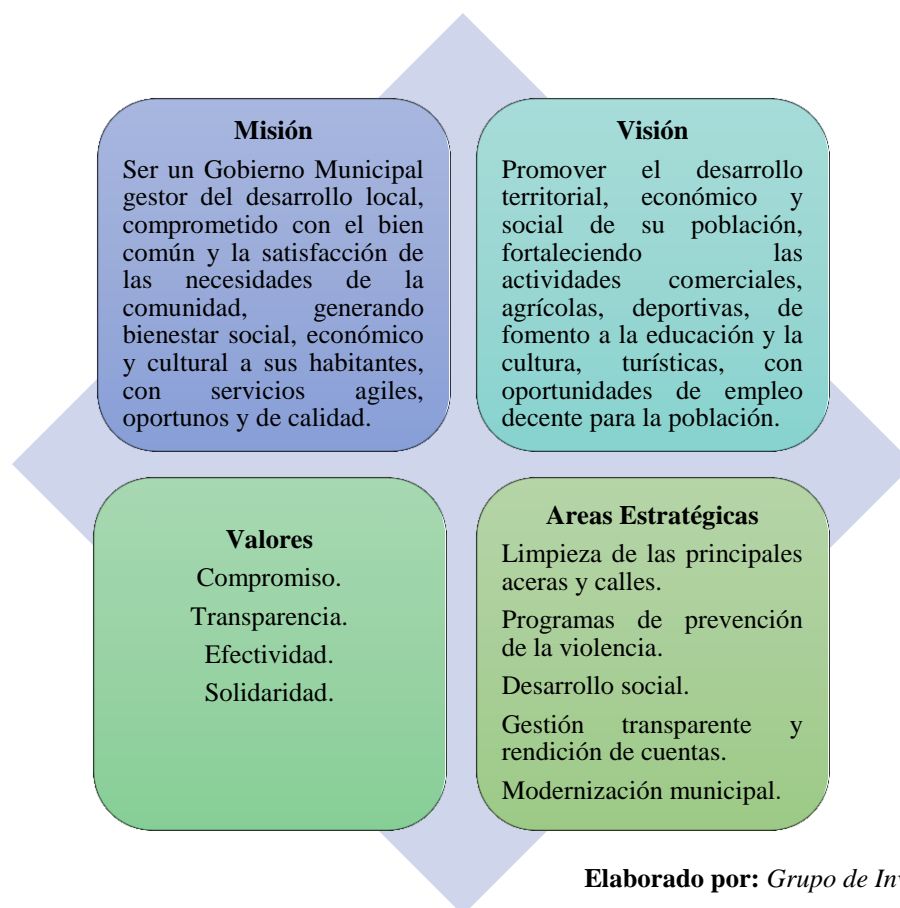 Misión
Ser un Gobierno Municipal
gestor del desarrollo local,
comprometido con el bien
común y la satisfacción de
las necesidades de la
comunidad, generando
bienestar social, económico
y cultural a sus habitantes,
con servicios agiles,
oportunos y de calidad.
Visión
Promover el desarrollo
territorial, económico y
social de su población,
fortaleciendo las
actividades comerciales,
agrícolas, deportivas, de
fomento a la educación y la
cultura, turísticas, con
oportunidades de empleo
decente para la población.
Valores
Compromiso.
Transparencia.
Efectividad.
Solidaridad.
Areas Estratégicas
Limpieza de las principales
aceras y calles.
Programas de prevención
de la violencia.
Desarrollo social.
Gestión transparente y
rendición de cuentas.
Modernización municipal.
Elaborado por: Grupo de